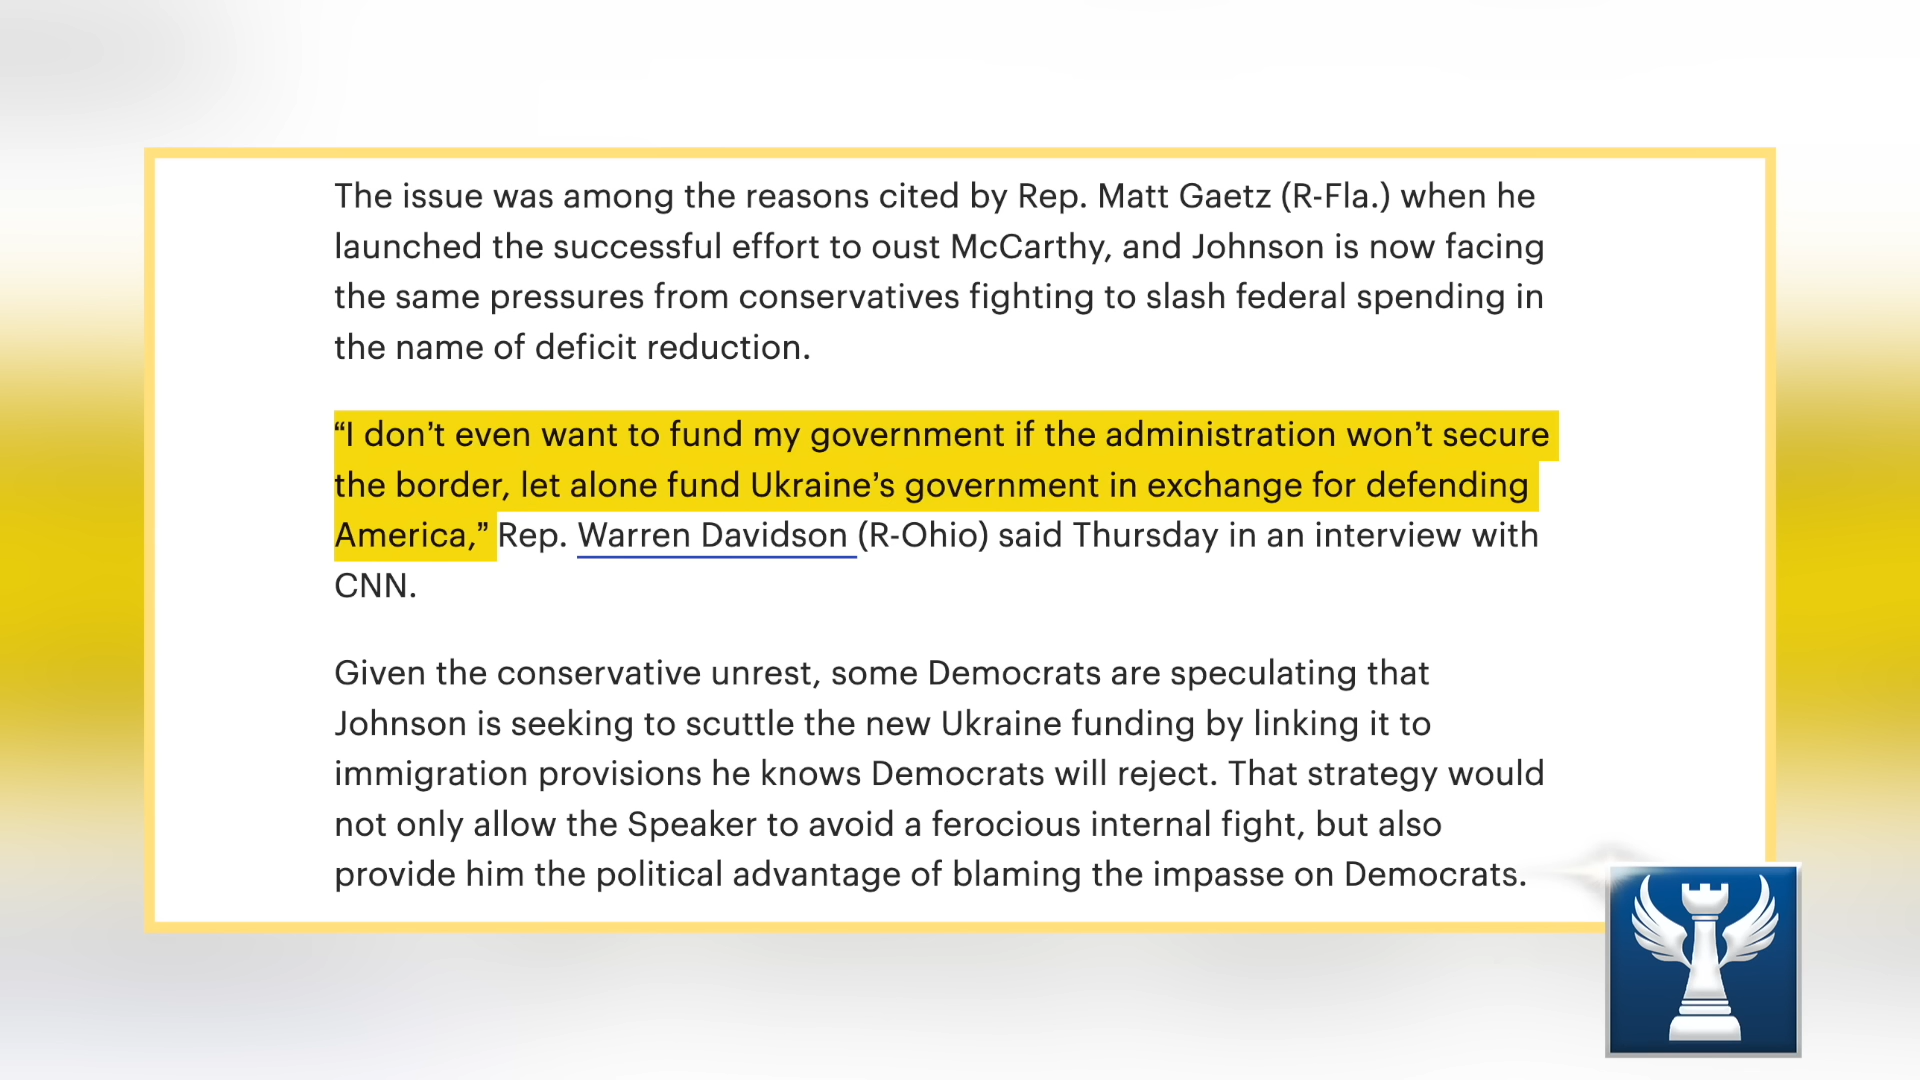 The issue was among the reasons cited by Rep. Matt Gaetz (R-Fla.) when he
launched the successful effort to oust McCarthy, and Johnson is now facing
the same pressures from conservatives fighting to slash federal spending in
the name of deficit reduction.
“I don’t even want to fund my government if the administration won’t secure
the border, let alone fund Ukraine’s government in exchange for defending
America,” Rep. Warren Davidson (R-Ohio) said Thursday in an interview with
CNN.
Given the conservative unrest, some Democrats are speculating that
Johnson is seeking to scuttle the new Ukraine funding by linking it to
immigration provisions he knows Democrats will reject. That strategy would
not only allow the Speaker to avoid a ferocious internal fight, but also
provide him the political advantage of blaming the impasse on Democrats.